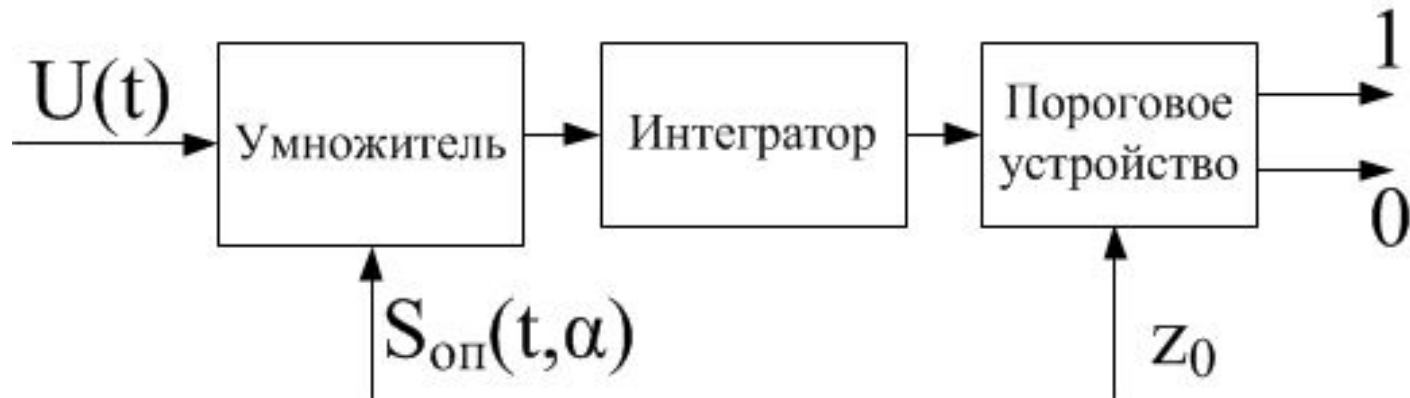 U(t)
Умножитель
Интегратор
Пороговое
устройство
1
0
Sоп(t,α)
z0